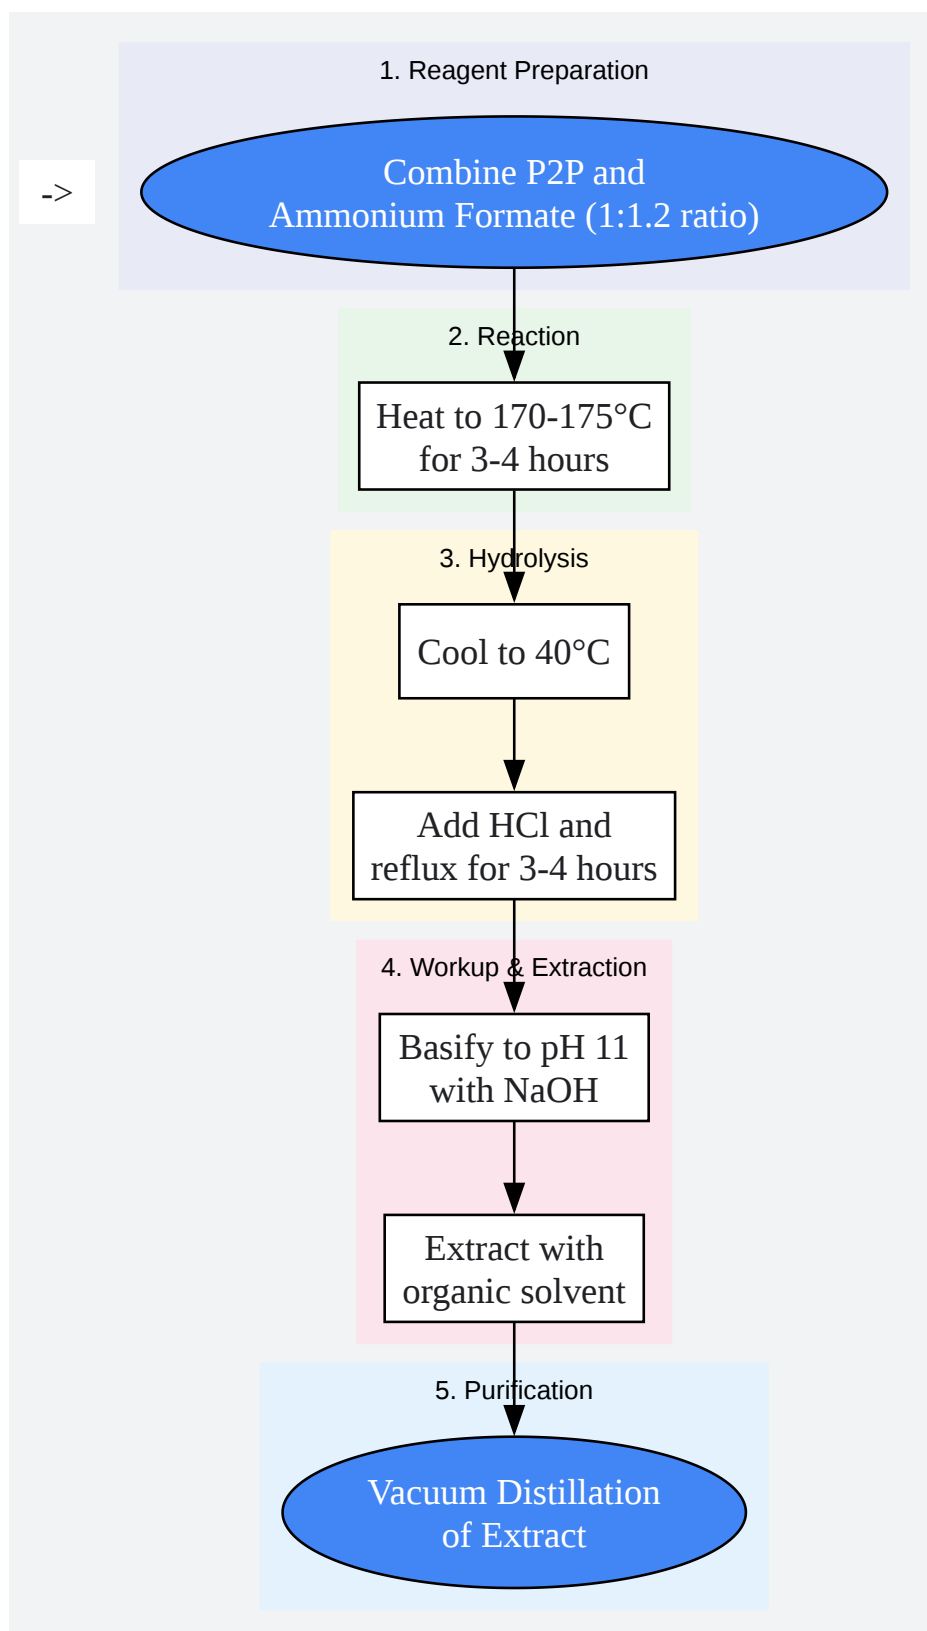 1. Reagent Preparation
->
Combine P2P and
Ammonium Formate (1:1.2 ratio)
2. Reaction
Heat to 170-175°C
for 3-4 hours
3. Hydrolysis
Cool to 40°C
Add HCl and
reflux for 3-4 hours
4. Workup & Extraction
Basify to pH 11
with NaOH
Extract with
organic solvent
5. Purification
Vacuum Distillation
of Extract